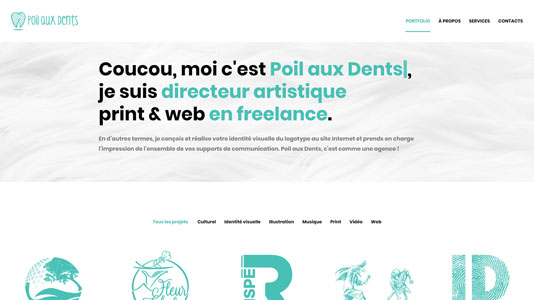 Poil aux Dents
PORTFOLIO À PROPOS SERVICES CONTACTS
Coucou, moi c'est Poil aux Dents|,
je suis directeur artistique
print & web en freelance.
En d'autres termes, je conçois et réalise votre identité visuelle du logotype au site Internet et prends en charge
l'impression de l'ensemble de vos supports de communication. Poil aux Dents, c'est comme une agence !
Tous les projets Culturel Identité visuelle Illustration Musique Print Vidéo Web
Fleur
R
ID